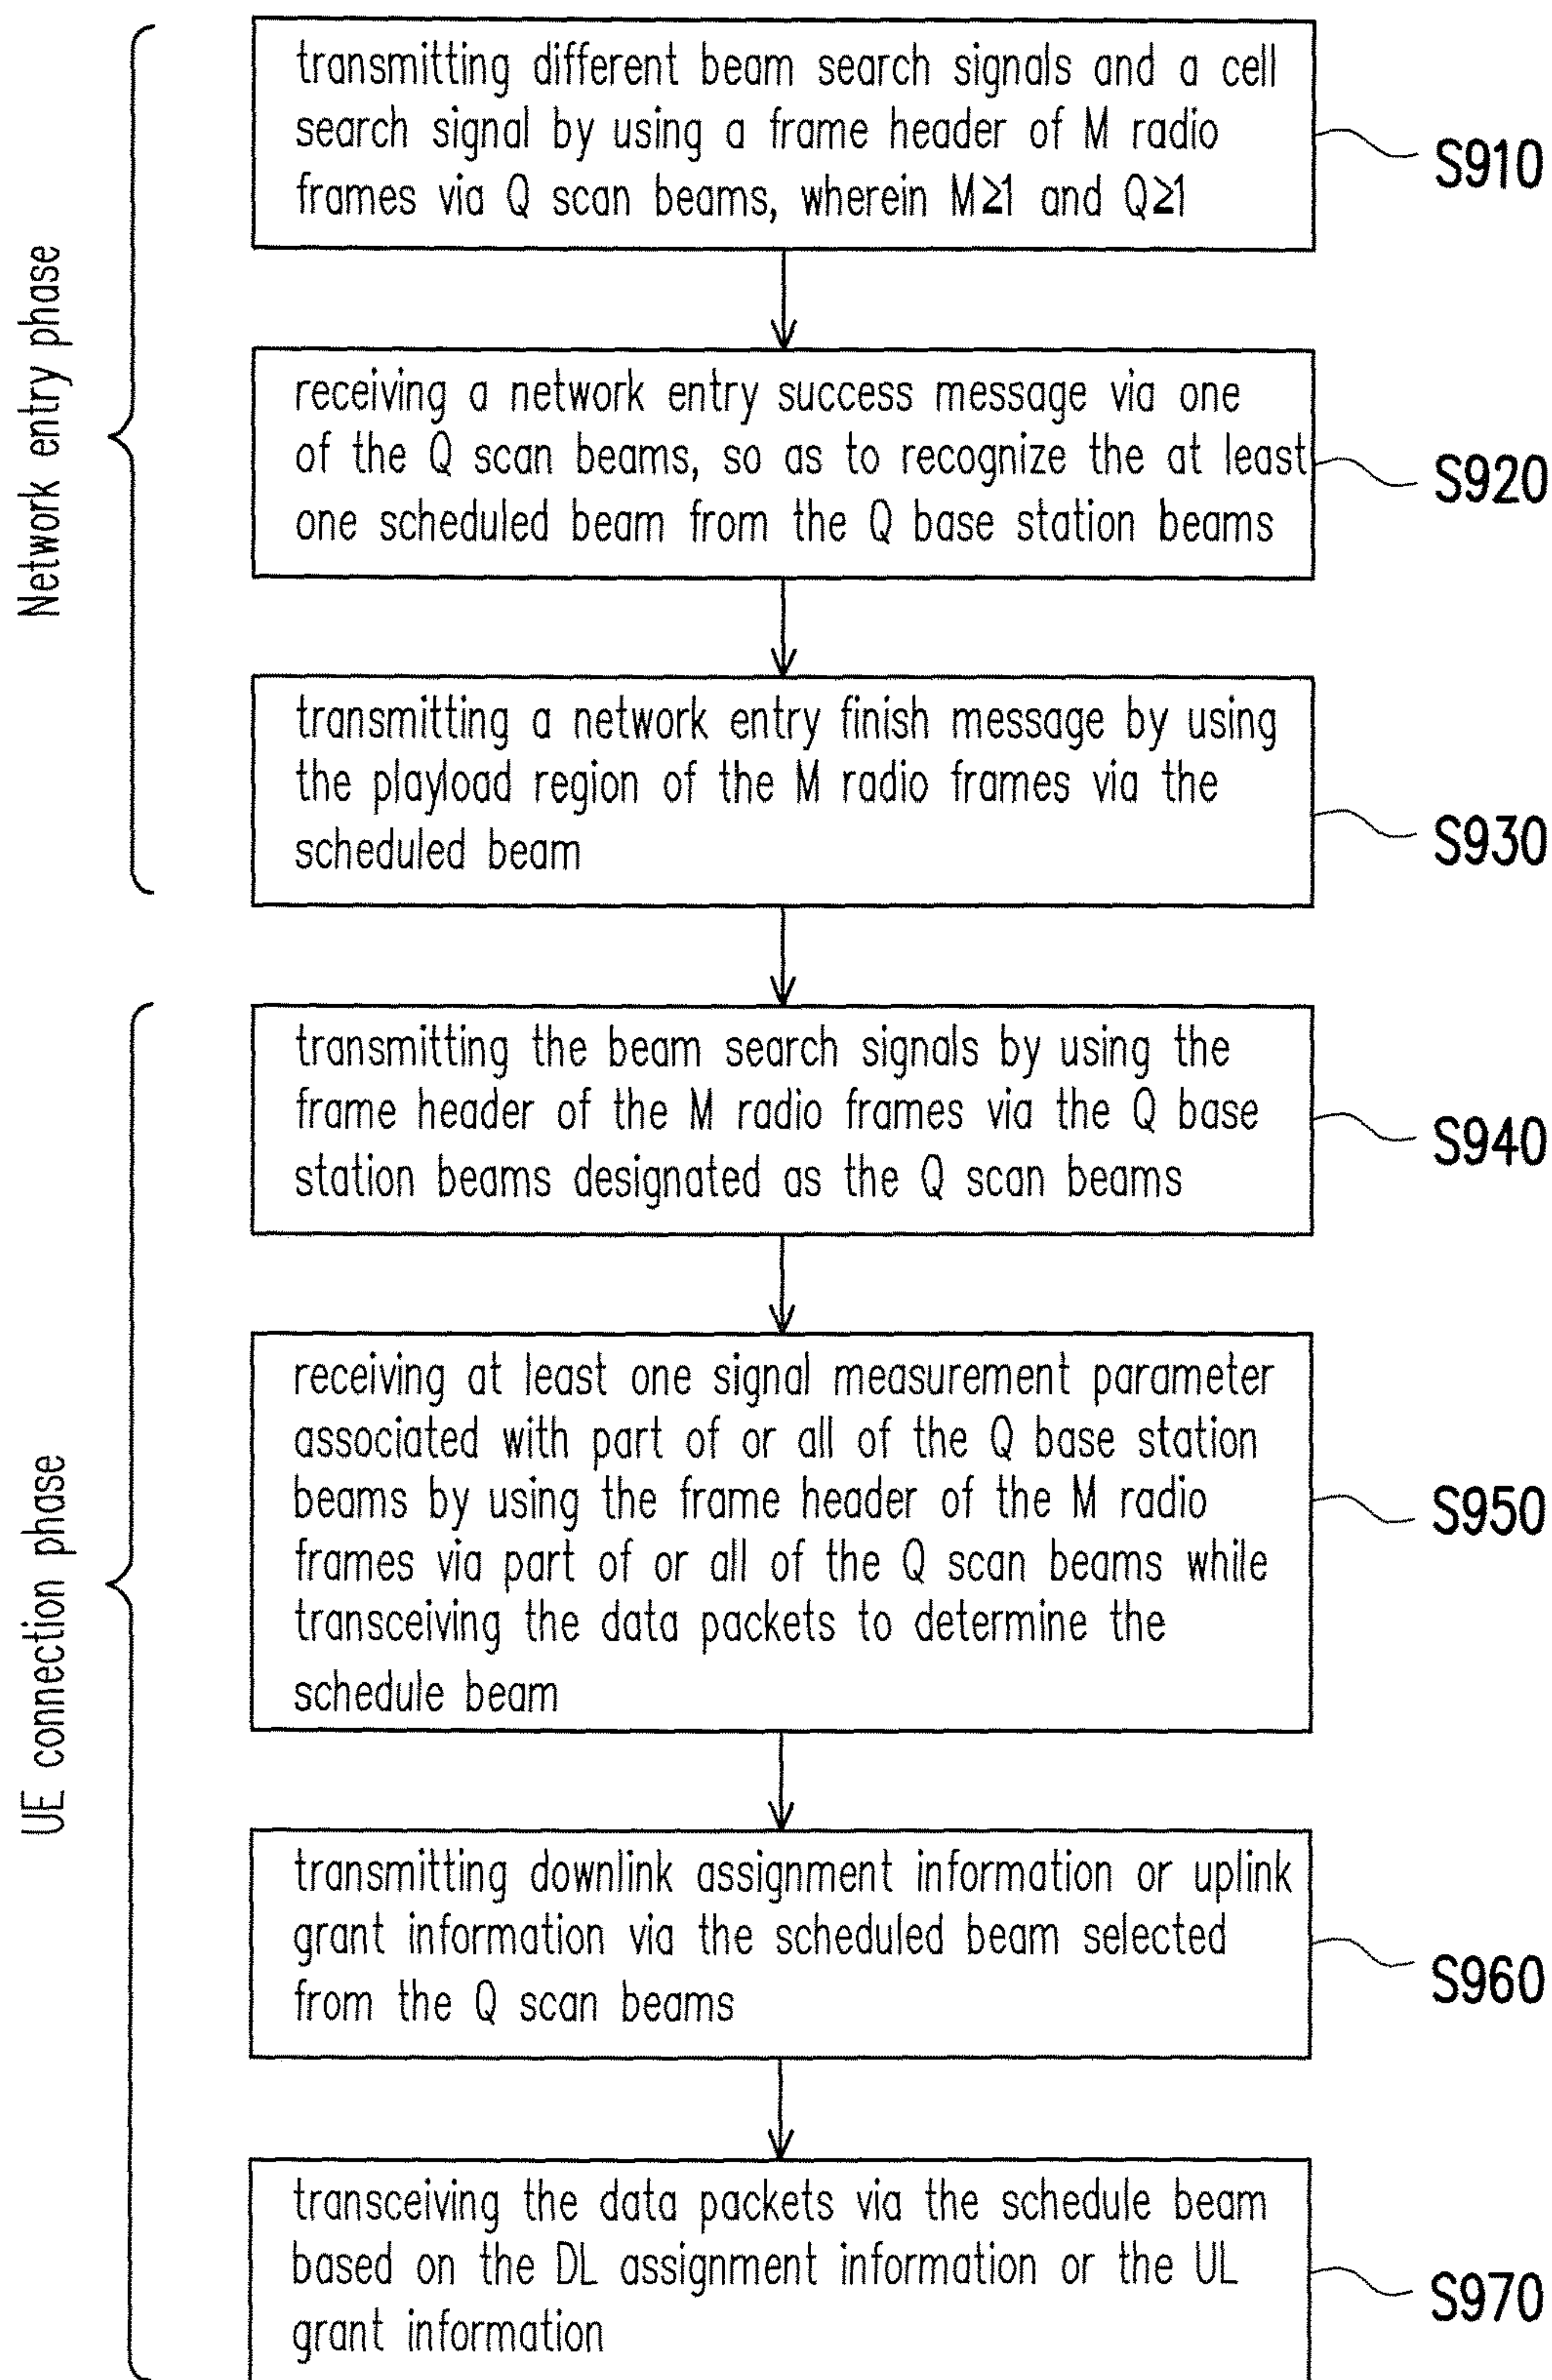 Network entry phase
transmitting different beam search signals and a cell
search signal by using a frame header of M radio
frames via Q scan beams, wherein M≥1 and Q≥1
S910
receiving a network entry success message via one
of the Q scan beams, so as to recognize the at least
one scheduled beam from the Q base station beams
S920
transmitting a network entry finish message by using
the playload region of the M radio frames via the
scheduled beam
S930
UE connection phase
transmitting the beam search signals by using the
frame header of the M radio frames via the Q base
station beams designated as the Q scan beams
S940
receiving at least one signal measurement parameter
associated with part of or all of the Q base station
beams by using the frame header of the M radio
frames via part of or all of the Q scan beams while
transceiving the data packets to determine the
schedule beam
S950
transmitting downlink assignment information or uplink
grant information via the scheduled beam selected
from the Q scan beams
S960
transceiving the data packets via the schedule beam
based on the DL assignment information or the UL
grant information
S970